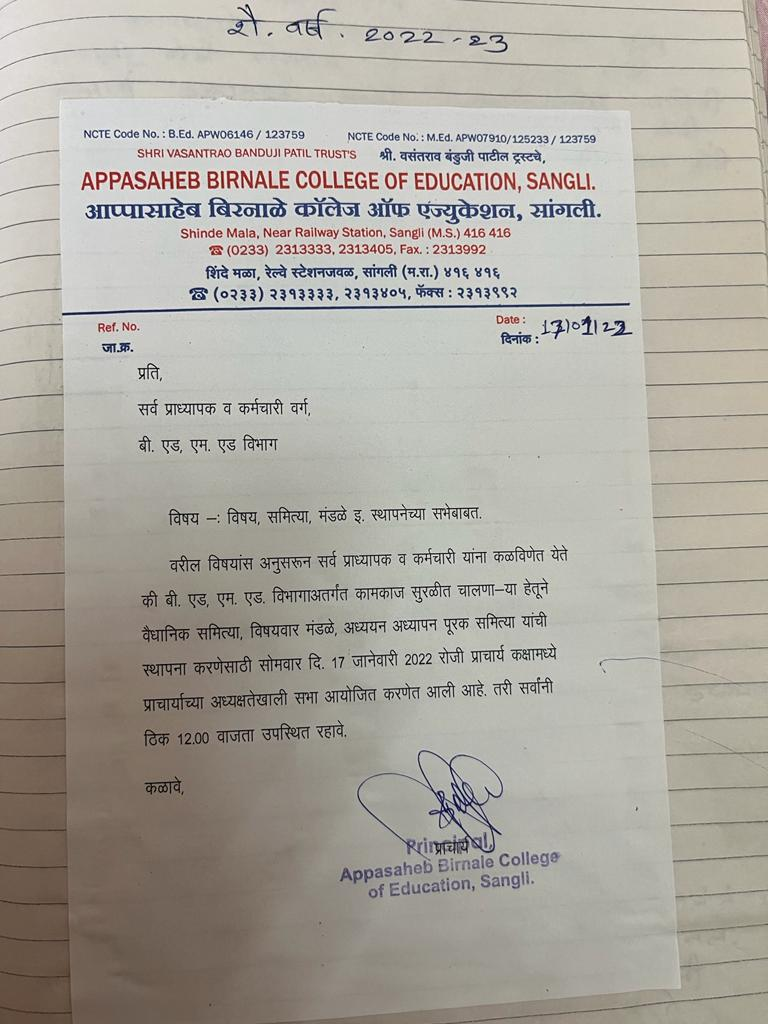 शै. वर्ष. 2022-23
NCTE Code No. : B.Ed. APW06146 / 123759 NCTE Code No. : M.Ed. APW07910/125233 / 123759
SHRI VASANTRAO BANDUJI PATIL TRUST'S श्री. वसंतराव बंडुजी पाटील ट्रस्टचे,
APPASAHEB BIRNALE COLLEGE OF EDUCATION, SANGLI.
आप्पासाहेब बिरनाळे कॉलेज ऑफ एज्युकेशन, सांगली.
Shinde Mala, Near Railway Station, Sangli (M.S.) 416 416
☎ (0233) 2313333, 2313405, Fax. : 2313992
शिंदे मळा, रेल्वे स्टेशनजवळ, सांगली (म.रा.) ४१६ ४१६
☎ (०२३३) २३१३३३३, २३१३४०५, फॅक्स : २३१३९९२
Ref. No. Date :
जा.क्र. दिनांक :
प्रति,
सर्व प्राध्यापक व कर्मचारी वर्ग,
बी. एड, एम. एड विभाग
विषय –: विषय, समित्या, मंडळे इ. स्थापनेच्या सभेबाबत.
वरील विषयांस अनुसरून सर्व प्राध्यापक व कर्मचारी यांना कळविणेत येते
की बी. एड, एम. एड. विभागाअतर्गंत कामकाज सुरळीत चालणा–या हेतूने
वैधानिक समित्या, विषयवार मंडळे, अध्ययन अध्यापन पूरक समित्या यांची
स्थापना करणेसाठी सोमवार दि. 17 जानेवारी 2022 रोजी प्राचार्य कक्षामध्ये
प्राचार्याच्या अध्यक्षतेखाली सभा आयोजित करणेत आली आहे. तरी सर्वांनी
ठिक 12.00 वाजता उपस्थित रहावे.
कळावे,
Principal
प्राचार्य
Appasaheb Birnale College
of Education, Sangli.